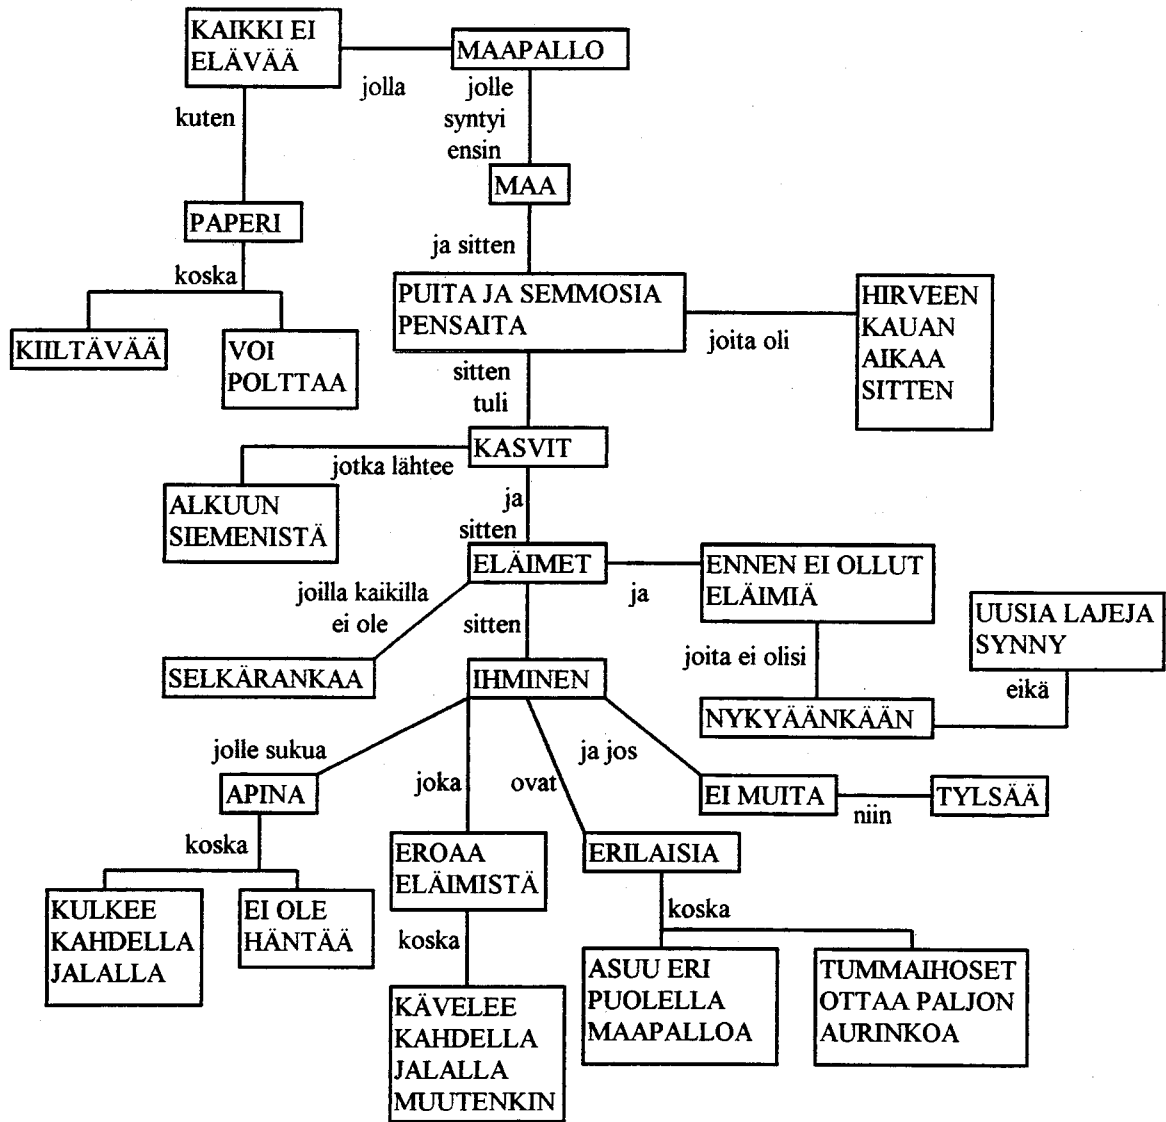 KAIKKI EI
ELÄVÄÄ
jolla
MAAPALLO
kuten
jolle
syntyi
ensin
MAA
PAPERI
ja sitten
koska
KIILTÄVÄÄ
VOI
POLTTAA
PUITA JA SEMMOSIA
PENSAITA
joita oli
HIRVEEN
KAUAN
AIKAA
SITTEN
sitten
tuli
KASVIT
jotka lähtee
ALKUUN
SIEMENISTÄ
ja
sitten
ELÄIMET
ja
ENNEN EI OLLUT
ELÄIMIÄ
joilla kaikilla
ei ole
SELKÄRANKAA
sitten
IHMINEN
joita ei olisi
NYKYÄÄNKÄÄN
eikä
UUSIA LAJEJA
SYNNY
jolle sukua
APINA
koska
KULKEE
KAHDELLA
JALALLA
EI OLE
HÄNTÄÄ
joka
EROAA
ELÄIMISTÄ
koska
KÄVELEE
KAHDELLA
JALALLA
MUUTENKIN
ovat
ERILAISIA
koska
ASUU ERI
PUOLELLA
MAAPALLOA
TUMMAIHOSET
OTTAA PALJON
AURINKOA
ja jos
EI MUITA
niin
TYLSÄÄ